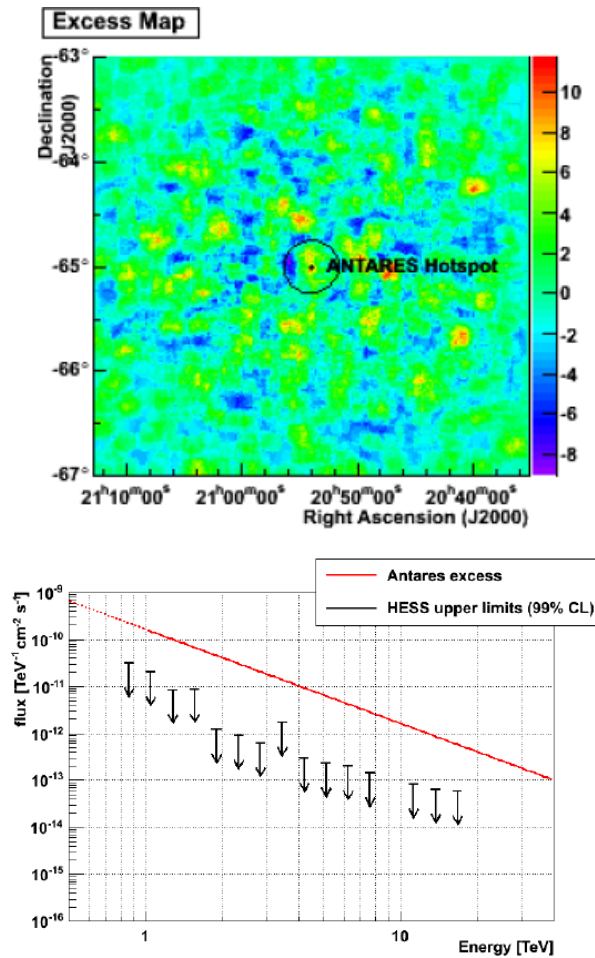 Excess Map
Declination
(J2000)
-63°
-64°
-65°
-66°
-67°
ANTARES Hotspot
10
8
6
4
2
0
-2
-4
-6
-8
21ʰ10ᵐ00ˢ
21ʰ00ᵐ00ˢ
20ʰ50ᵐ00ˢ
20ʰ40ᵐ00ˢ
Right Ascension (J2000)
Antares excess
HESS upper limits (99% CL)
flux [TeV⁻¹ cm⁻² s⁻¹]
10⁻⁹
10⁻¹⁰
10⁻¹¹
10⁻¹²
10⁻¹³
10⁻¹⁴
10⁻¹⁵
10⁻¹⁶
1
10
Energy [TeV]